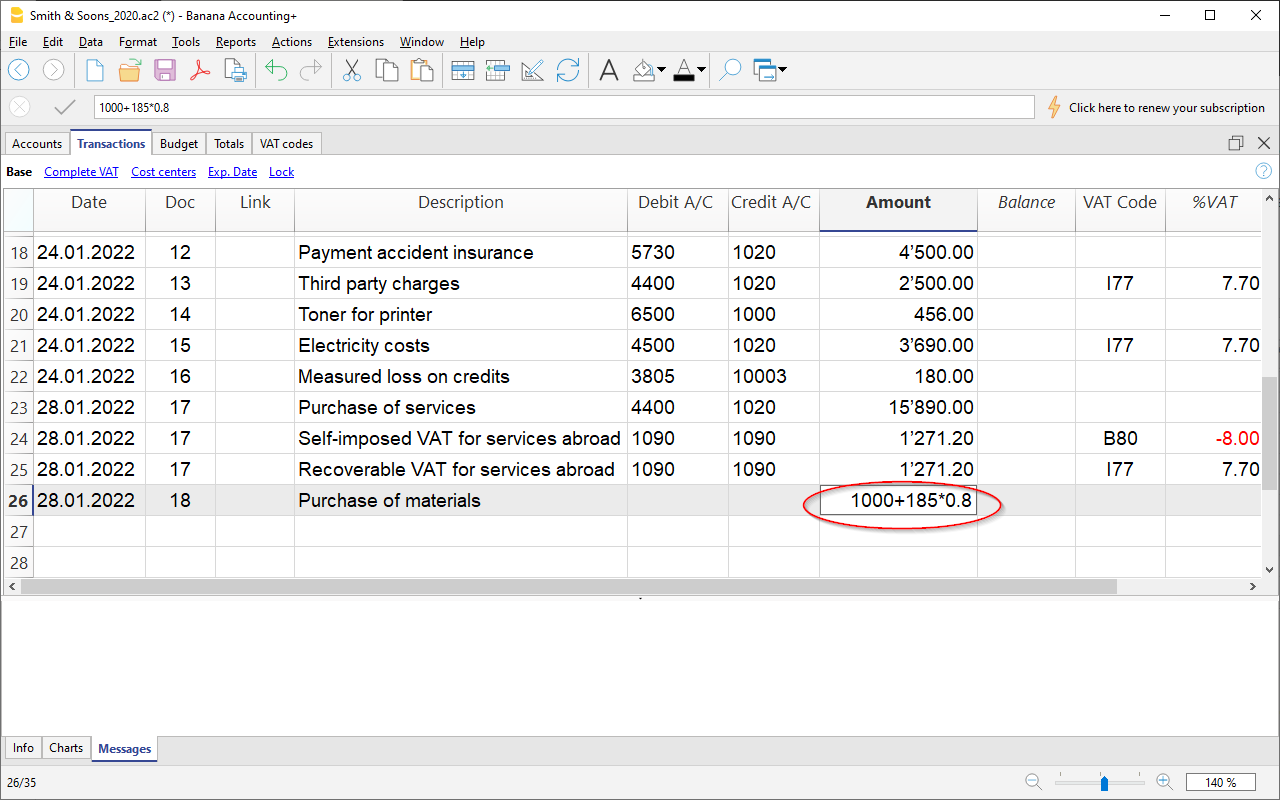 Smith & Soons_2020.ac2 (*) - Banana Accounting+
File Edit Data Format Tools Reports Actions Extensions Window Help
1000+185*0.8 Click here to renew your subscription
Accounts Transactions Budget Totals VAT codes
Base Complete VAT Cost centers Exp. Date Lock
Date Doc Link Description Debit A/C Credit A/C Amount Balance VAT Code %VAT
18 24.01.2022 12 Payment accident insurance 5730 1020 4’500.00
19 24.01.2022 13 Third party charges 4400 1020 2’500.00 I77 7.70
20 24.01.2022 14 Toner for printer 6500 1000 456.00
21 24.01.2022 15 Electricity costs 4500 1020 3’690.00 I77 7.70
22 24.01.2022 16 Measured loss on credits 3805 10003 180.00
23 28.01.2022 17 Purchase of services 4400 1020 15’890.00
24 28.01.2022 17 Self-imposed VAT for services abroad 1090 1090 1’271.20 B80 -8.00
25 28.01.2022 17 Recoverable VAT for services abroad 1090 1090 1’271.20 I77 7.70
26 28.01.2022 18 Purchase of materials 1000+185*0.8
27
28
Info Charts Messages
26/35 140 %